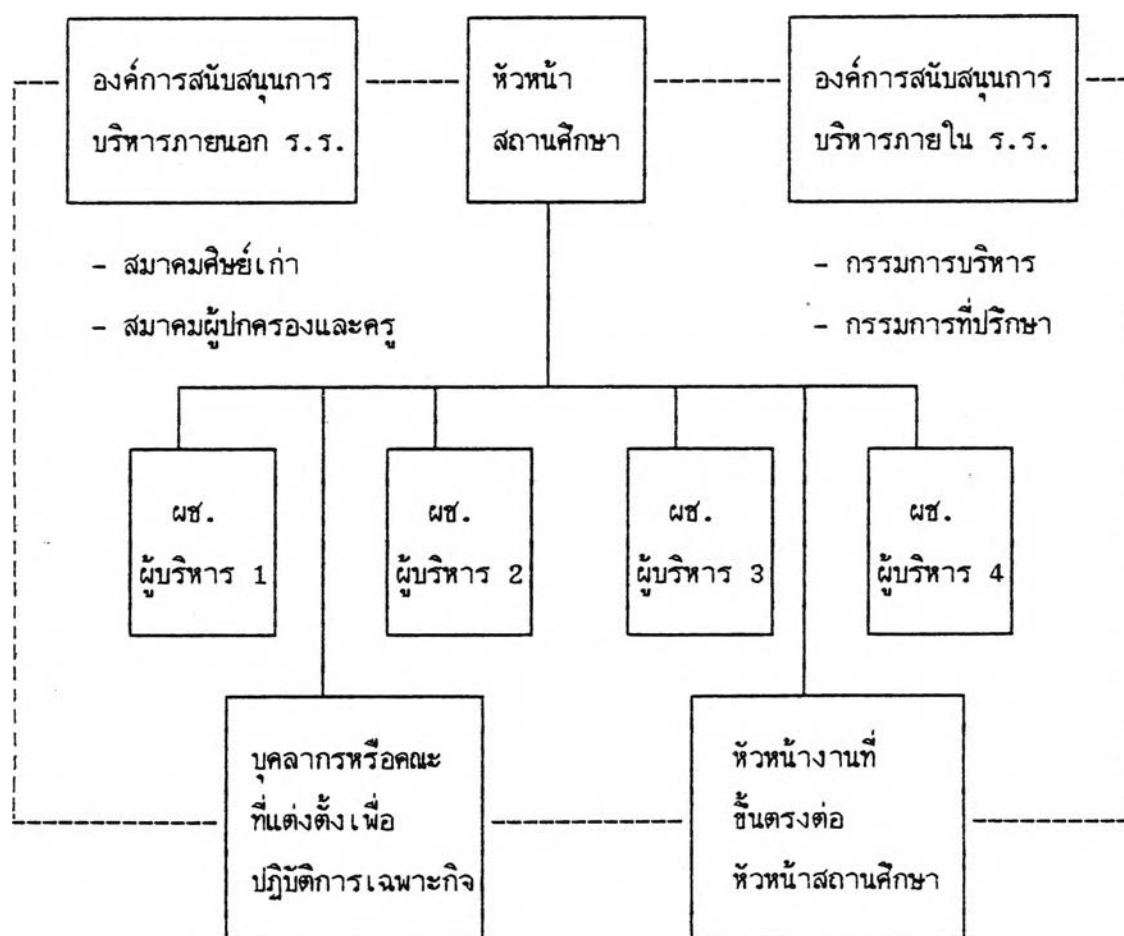 องค์การสนับสนุนการ
บริหารภายนอก ร.ร.
หัวหน้า
สถานศึกษา
องค์การสนับสนุนการ
บริหารภายใน ร.ร.
- สมาคมศิษย์เก่า
- สมาคมผู้ปกครองและครู
- กรรมการบริหาร
- กรรมการที่ปรึกษา
ผช.
ผู้บริหาร 1
ผช.
ผู้บริหาร 2
ผช.
ผู้บริหาร 3
ผช.
ผู้บริหาร 4
บุคลากรหรือคณะ
ที่แต่งตั้งเพื่อ
ปฏิบัติการเฉพาะกิจ
หัวหน้างานที่
ขึ้นตรงต่อ
หัวหน้าสถานศึกษา